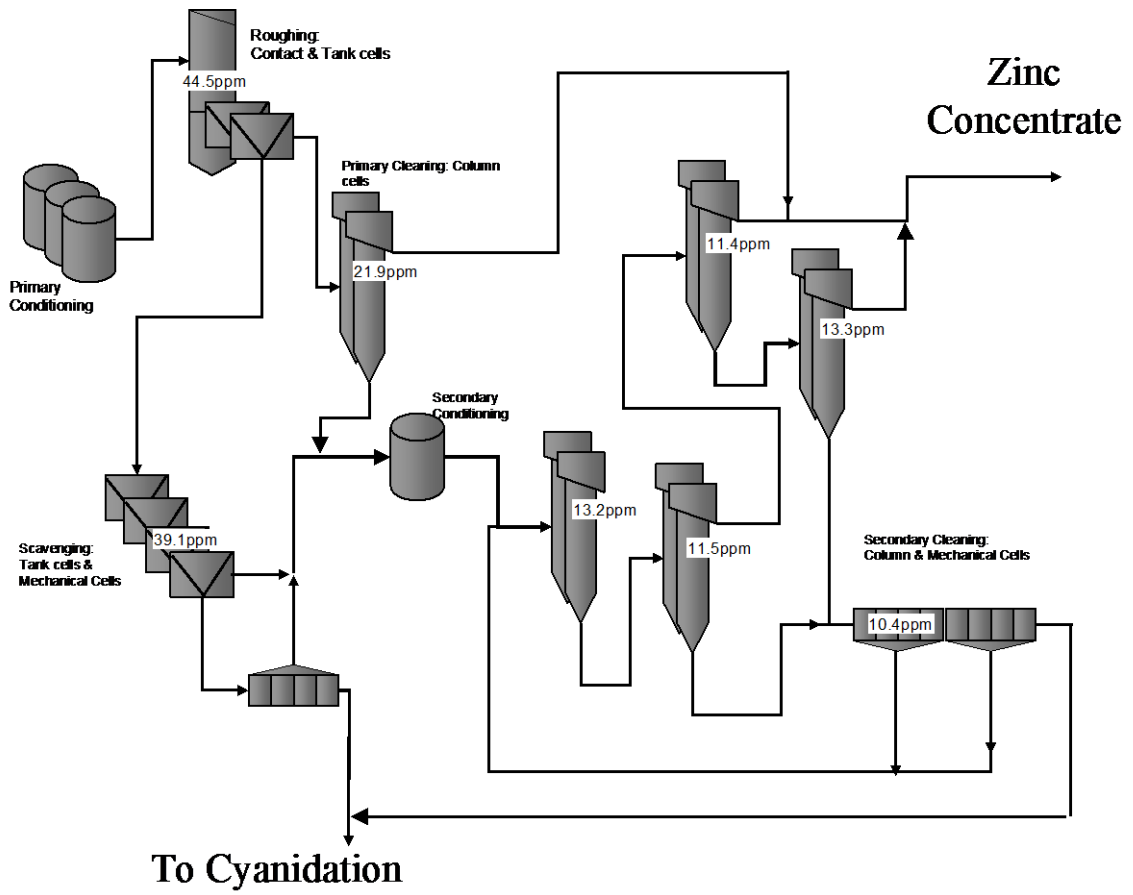 Roughing:
Contact & Tank cells
44.5ppm
Zinc
Concentrate
Primary Cleaning: Column
cells
11.4ppm
21.9ppm
Primary
Conditioning
13.3ppm
Secondary
Conditioning
13.2ppm
11.5ppm
Scavenging:
Tank cells &
Mechanical Cells
39.1ppm
Secondary Cleaning:
Column & Mechanical Cells
10.4ppm
To Cyanidation